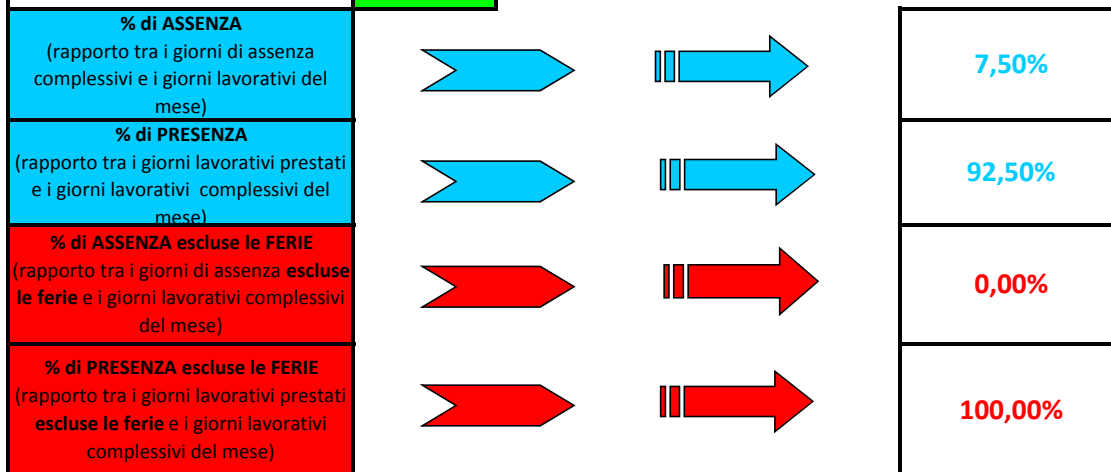 % di ASSENZA
(rapporto tra i giorni di assenza
complessivi e i giorni lavorativi del
mese)
7,50%
% di PRESENZA
(rapporto tra i giorni lavorativi prestati
e i giorni lavorativi complessivi del
mese)
92,50%
% di ASSENZA escluse le FERIE
(rapporto tra i giorni di assenza escluse
le ferie e i giorni lavorativi complessivi
del mese)
0,00%
% di PRESENZA escluse le FERIE
(rapporto tra i giorni lavorativi prestati
escluse le ferie e i giorni lavorativi
complessivi del mese)
100,00%